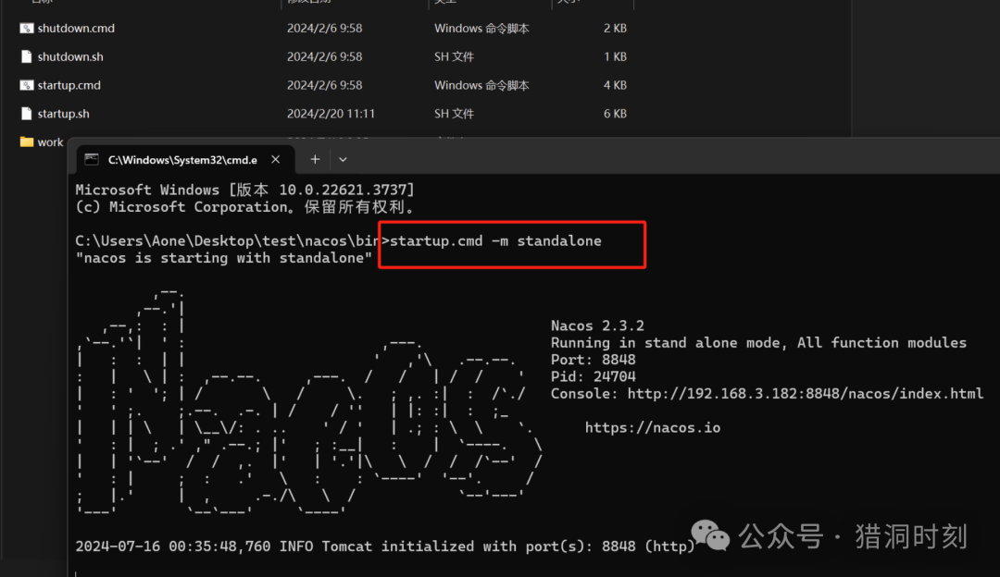 shutdown.cmd 2024/2/6 9:58 Windows 命令脚本 2 KB
shutdown.sh 2024/2/6 9:58 SH 文件 1 KB
startup.cmd 2024/2/6 9:58 Windows 命令脚本 4 KB
startup.sh 2024/2/20 11:11 SH 文件 6 KB
work
C:\Windows\System32\cmd.e
Microsoft Windows [版本 10.0.22621.3737]
(c) Microsoft Corporation。保留所有权利。
C:\Users\Aone\Desktop\test\nacos\bin>startup.cmd -m standalone
"nacos is starting with standalone"
Nacos 2.3.2
Running in stand alone mode, All function modules
Port: 8848
Pid: 24704
Console: http://192.168.3.182:8848/nacos/index.html
https://nacos.io
2024-07-16 00:35:48,760 INFO Tomcat initialized with port(s): 8848 (http)
公众号 · 猎洞时刻